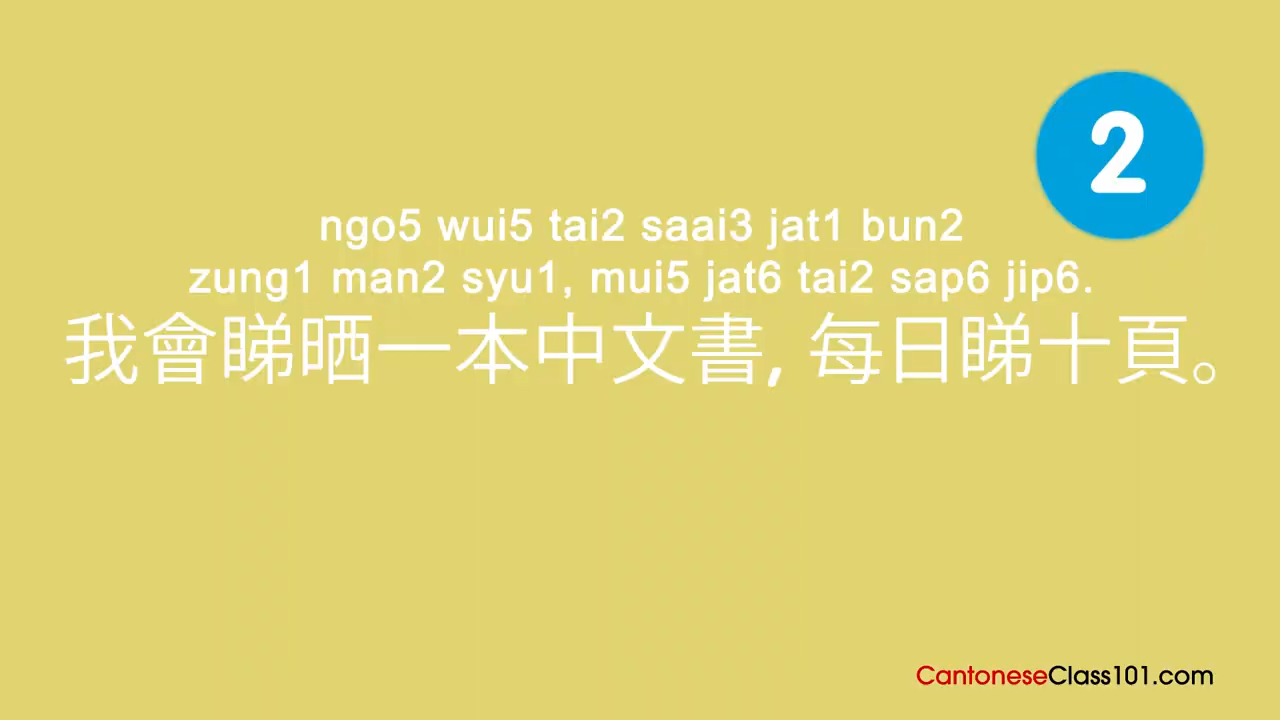 2
ngo5 wui5 tai2 saai3 jat1 bun2
zung1 man2 syu1, mui5 jat6 tai2 sap6 jip6.
我會睇晒一本中文書, 每日睇十頁。
CantoneseClass101.com